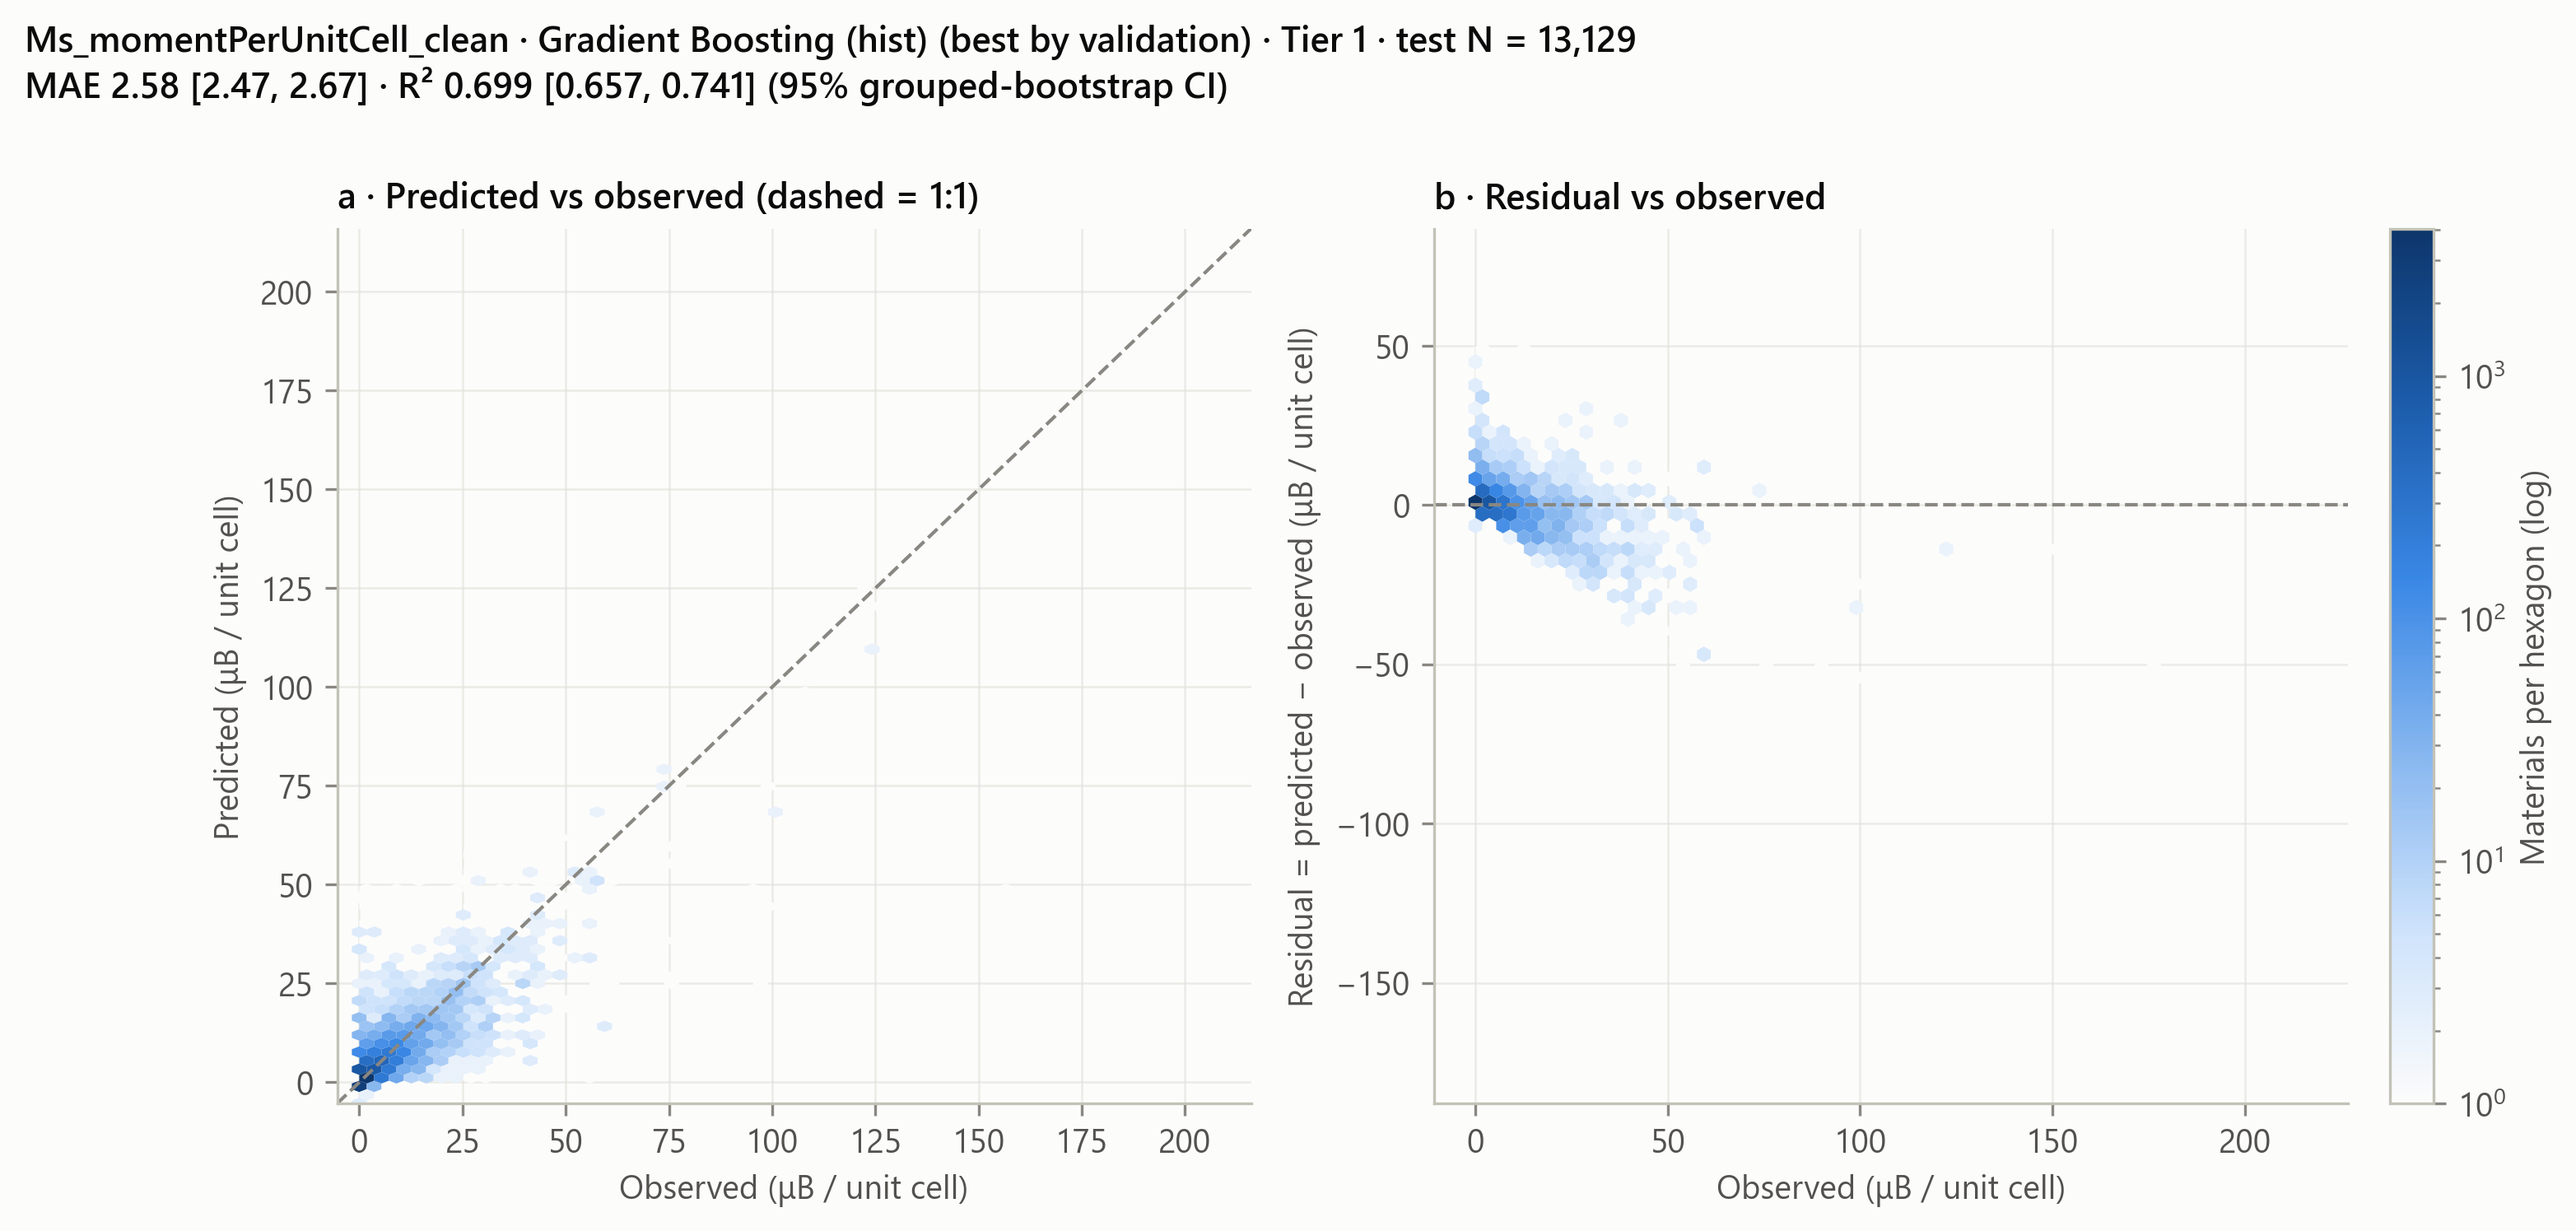 Ms_momentPerUnitCell_clean · Gradient Boosting (hist) (best by validation) · Tier 1 · test N = 13,129
MAE 2.58 [2.47, 2.67] · R² 0.699 [0.657, 0.741] (95% grouped-bootstrap CI)
a · Predicted vs observed (dashed = 1:1)
Predicted (µB / unit cell)
200
175
150
125
100
75
50
25
0
0 25 50 75 100 125 150 175 200
Observed (µB / unit cell)
b · Residual vs observed
Residual = predicted − observed (µB / unit cell)
50
0
−50
−100
−150
0 50 100 150 200
Observed (µB / unit cell)
10³
10²
10¹
10⁰
Materials per hexagon (log)